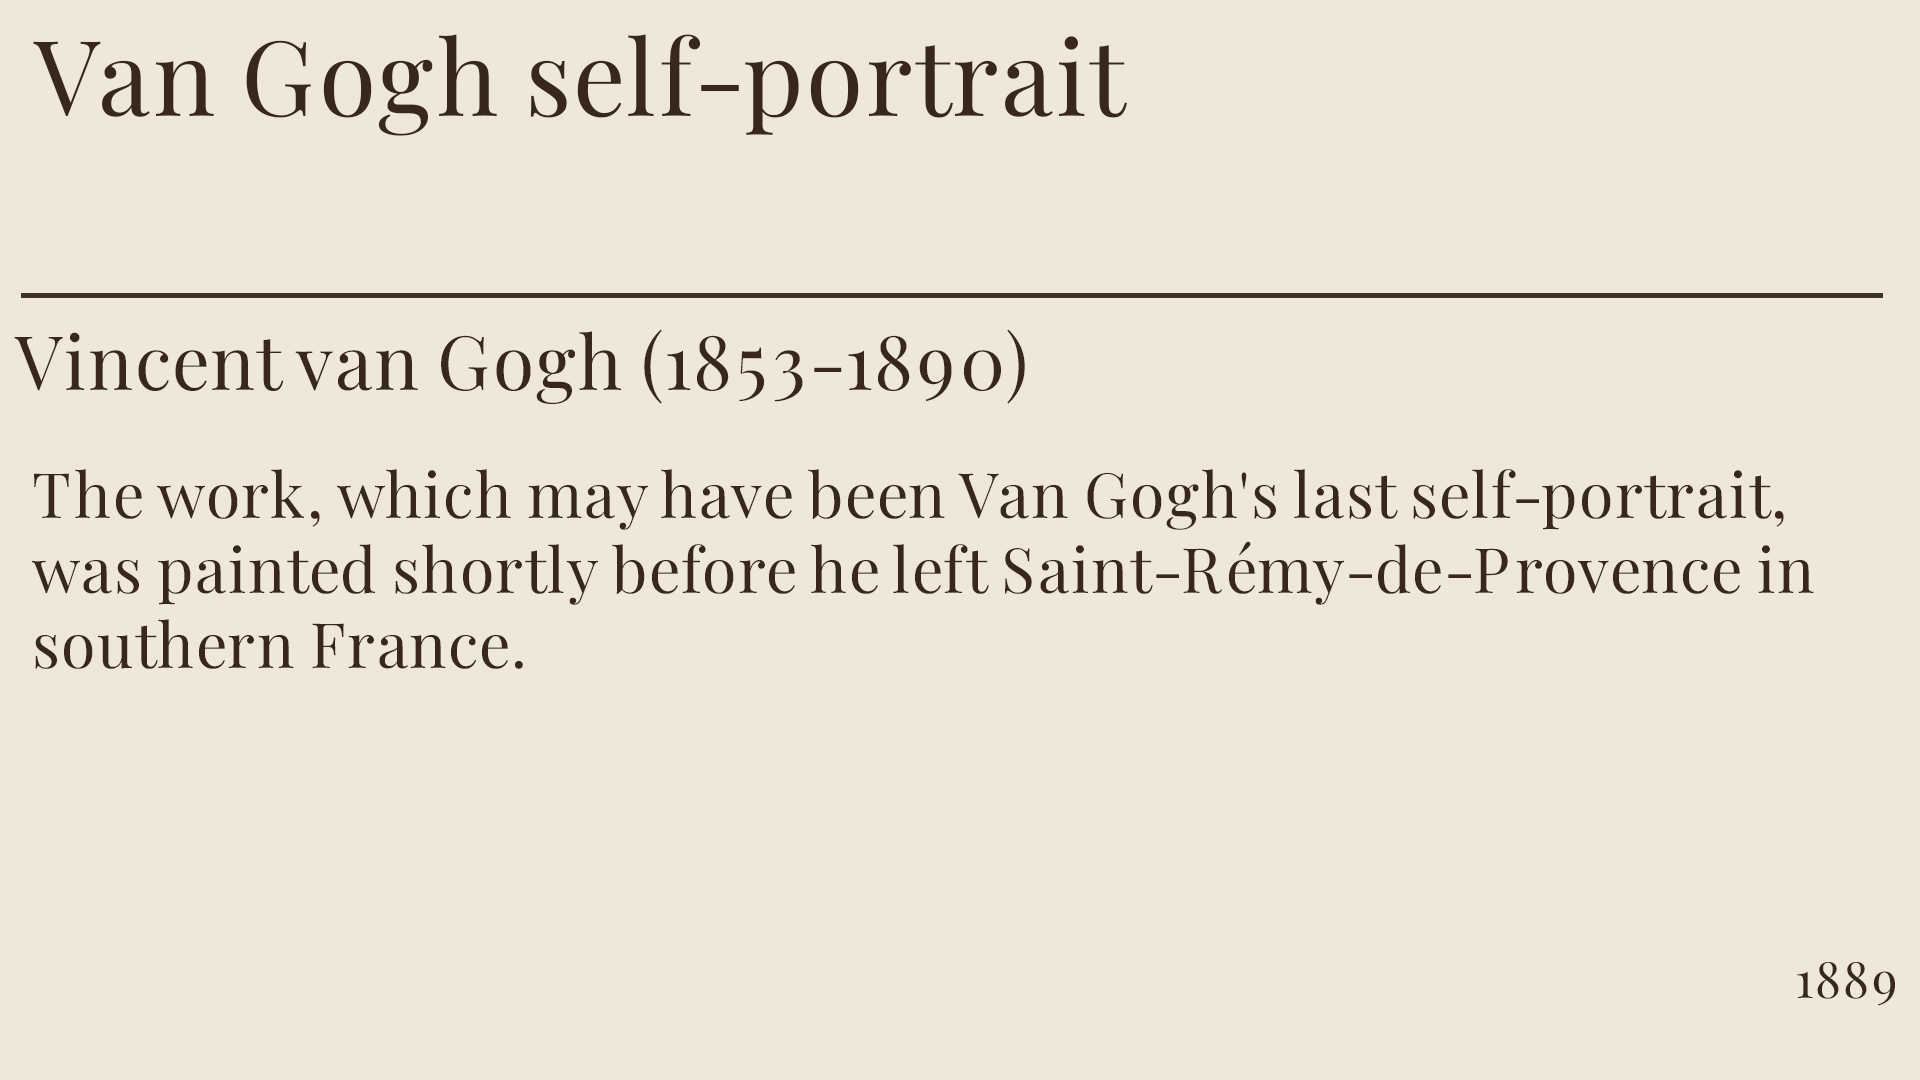 Van Gogh self-portrait
Vincent van Gogh (1853-1890)
The work, which may have been Van Gogh's last self-portrait,
was painted shortly before he left Saint-Rémy-de-Provence in
southern France.
1889